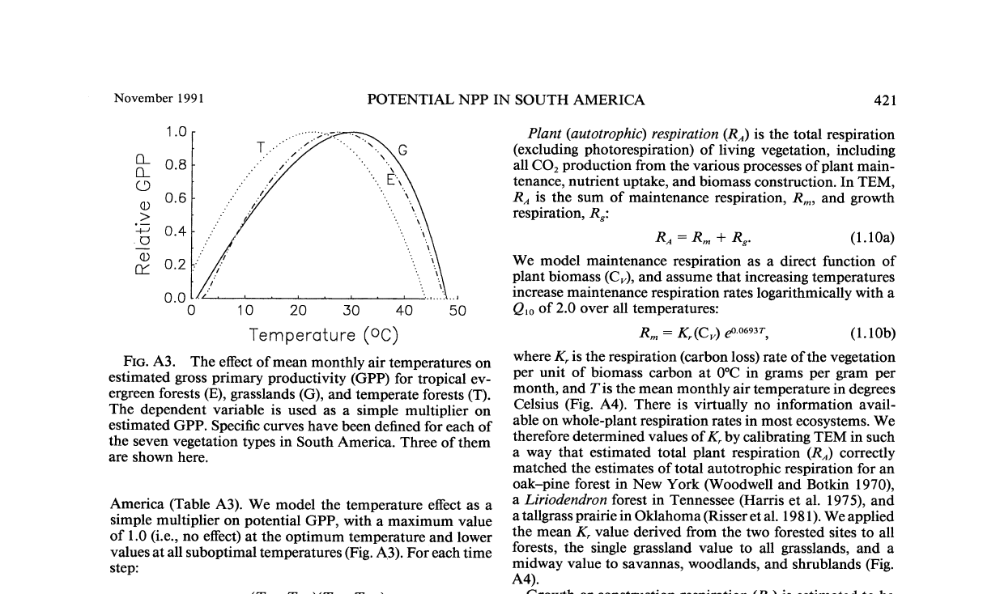 November 1991
POTENTIAL NPP IN SOUTH AMERICA
421
1.0
0.8
0.6
0.4
0.2
0.0
Relative GPP
T
G
E
0 10 20 30 40 50
Temperature (°C)
FIG. A3. The effect of mean monthly air temperatures on
estimated gross primary productivity (GPP) for tropical ev-
ergreen forests (E), grasslands (G), and temperate forests (T).
The dependent variable is used as a simple multiplier on
estimated GPP. Specific curves have been defined for each of
the seven vegetation types in South America. Three of them
are shown here.
America (Table A3). We model the temperature effect as a
simple multiplier on potential GPP, with a maximum value
of 1.0 (i.e., no effect) at the optimum temperature and lower
values at all suboptimal temperatures (Fig. A3). For each time
step:
Plant (autotrophic) respiration (R_A) is the total respiration
(excluding photorespiration) of living vegetation, including
all CO₂ production from the various processes of plant main-
tenance, nutrient uptake, and biomass construction. In TEM,
R_A is the sum of maintenance respiration, R_m, and growth
respiration, R_g:
R_A = R_m + R_g. (1.10a)
We model maintenance respiration as a direct function of
plant biomass (C_V), and assume that increasing temperatures
increase maintenance respiration rates logarithmically with a
Q₁₀ of 2.0 over all temperatures:
R_m = K_r(C_V) e^0.0693T, (1.10b)
where K_r is the respiration (carbon loss) rate of the vegetation
per unit of biomass carbon at 0°C in grams per gram per
month, and T is the mean monthly air temperature in degrees
Celsius (Fig. A4). There is virtually no information avail-
able on whole-plant respiration rates in most ecosystems. We
therefore determined values of K_r by calibrating TEM in such
a way that estimated total plant respiration (R_A) correctly
matched the estimates of total autotrophic respiration for an
oak–pine forest in New York (Woodwell and Botkin 1970),
a Liriodendron forest in Tennessee (Harris et al. 1975), and
a tallgrass prairie in Oklahoma (Risser et al. 1981). We applied
the mean K_r value derived from the two forested sites to all
forests, the single grassland value to all grasslands, and a
midway value to savannas, woodlands, and shrublands (Fig.
A4).